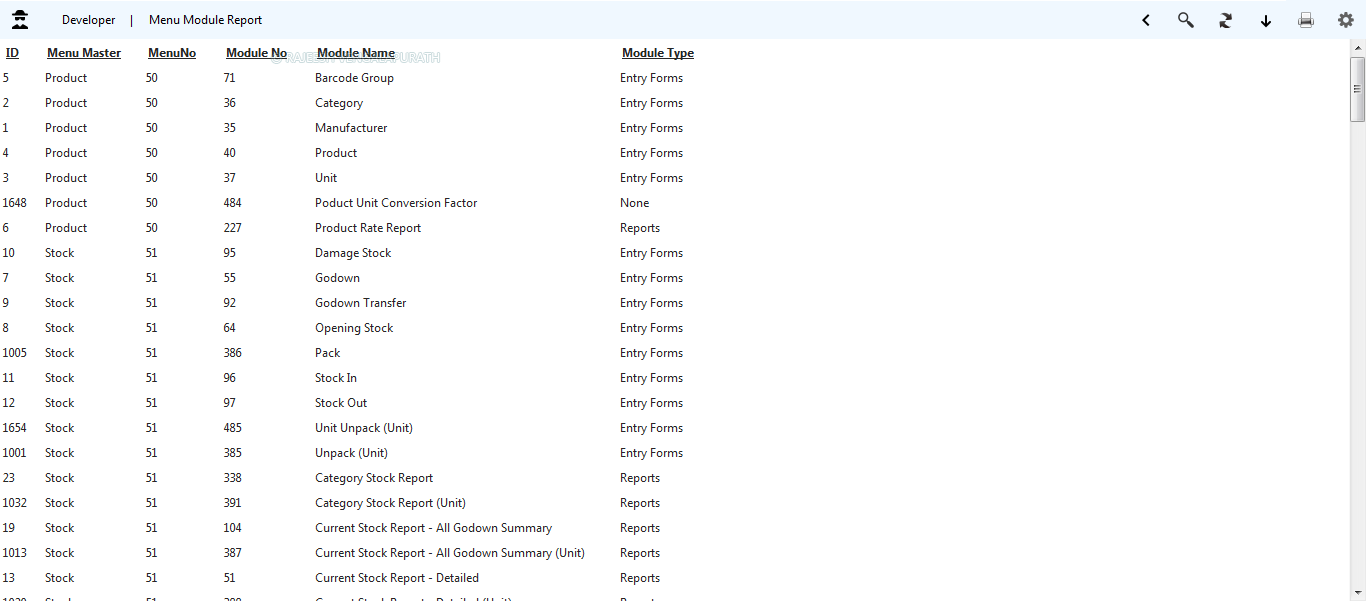 Developer | Menu Module Report
ID Menu Master MenuNo Module No Module Name Module Type
5 Product 50 71 Barcode Group Entry Forms
2 Product 50 36 Category Entry Forms
1 Product 50 35 Manufacturer Entry Forms
4 Product 50 40 Product Entry Forms
3 Product 50 37 Unit Entry Forms
1648 Product 50 484 Poduct Unit Conversion Factor None
6 Product 50 227 Product Rate Report Reports
10 Stock 51 95 Damage Stock Entry Forms
7 Stock 51 55 Godown Entry Forms
9 Stock 51 92 Godown Transfer Entry Forms
8 Stock 51 64 Opening Stock Entry Forms
1005 Stock 51 386 Pack Entry Forms
11 Stock 51 96 Stock In Entry Forms
12 Stock 51 97 Stock Out Entry Forms
1654 Stock 51 485 Unit Unpack (Unit) Entry Forms
1001 Stock 51 385 Unpack (Unit) Entry Forms
23 Stock 51 338 Category Stock Report Reports
1032 Stock 51 391 Category Stock Report (Unit) Reports
19 Stock 51 104 Current Stock Report - All Godown Summary Reports
1013 Stock 51 387 Current Stock Report - All Godown Summary (Unit) Reports
13 Stock 51 51 Current Stock Report - Detailed Reports